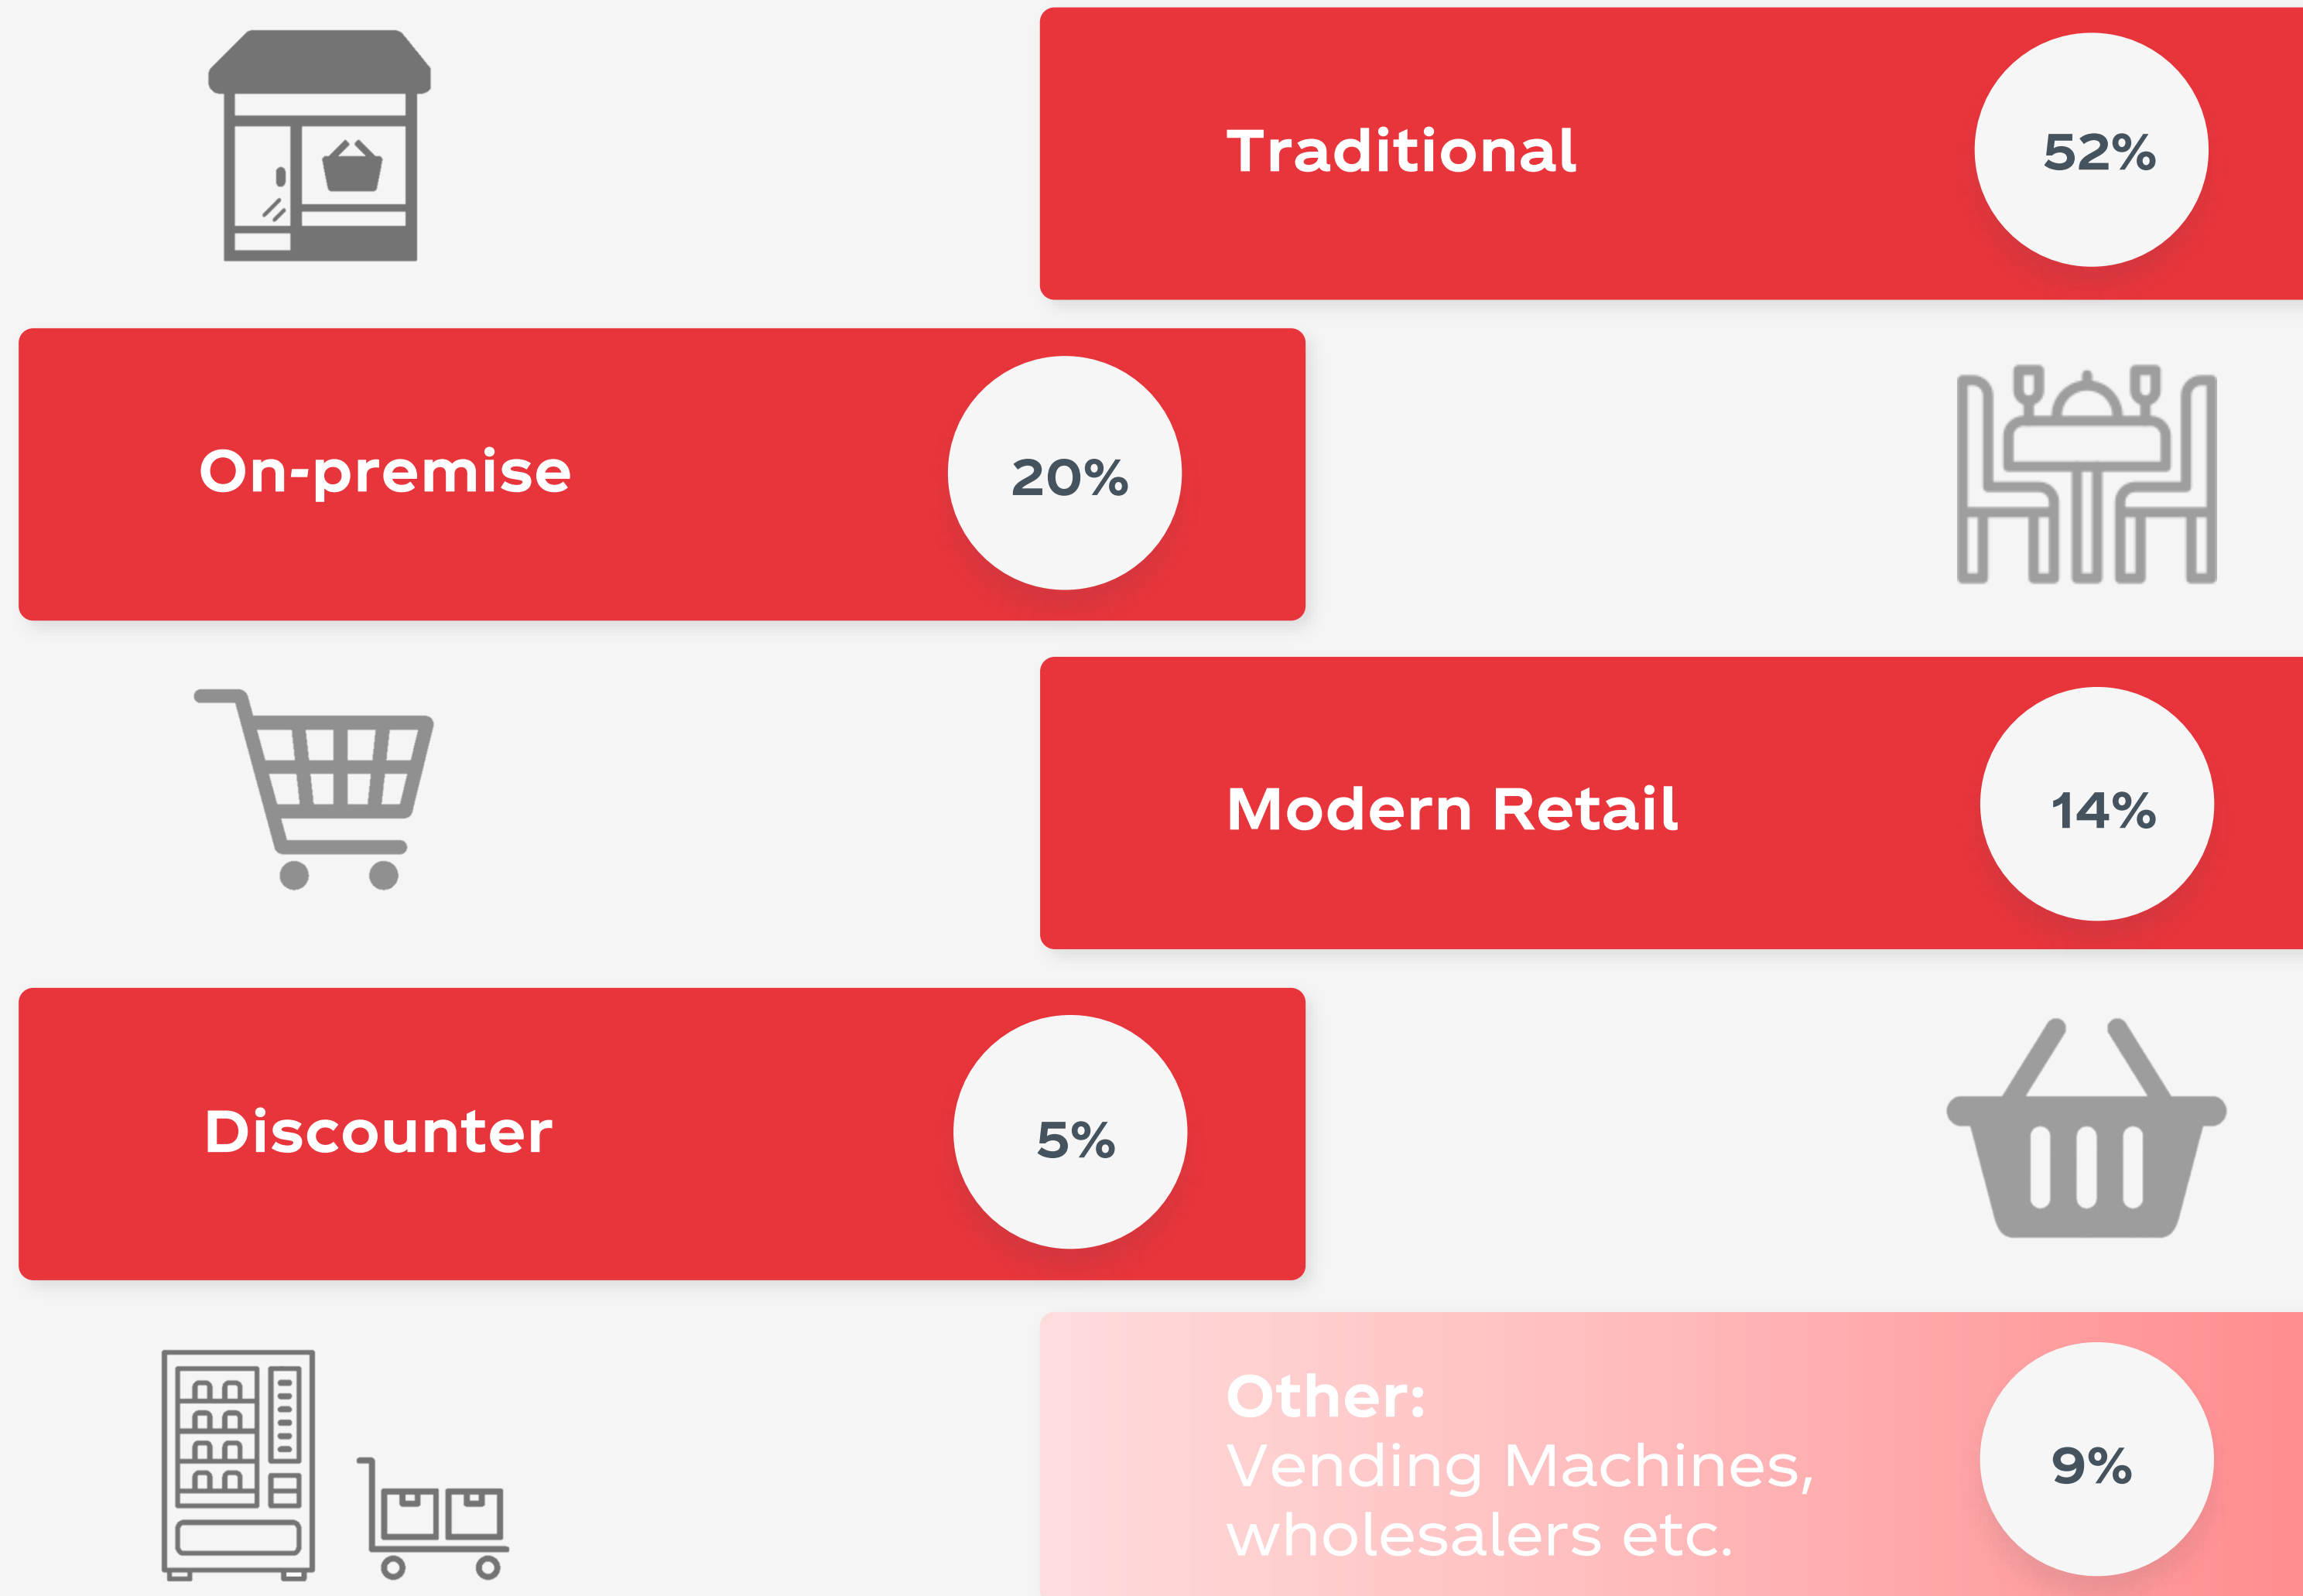 Traditional
52%
On-premise
20%
Modern Retail
14%
Discounter
5%
Other:
Vending Machines,
wholesalers etc.
9%